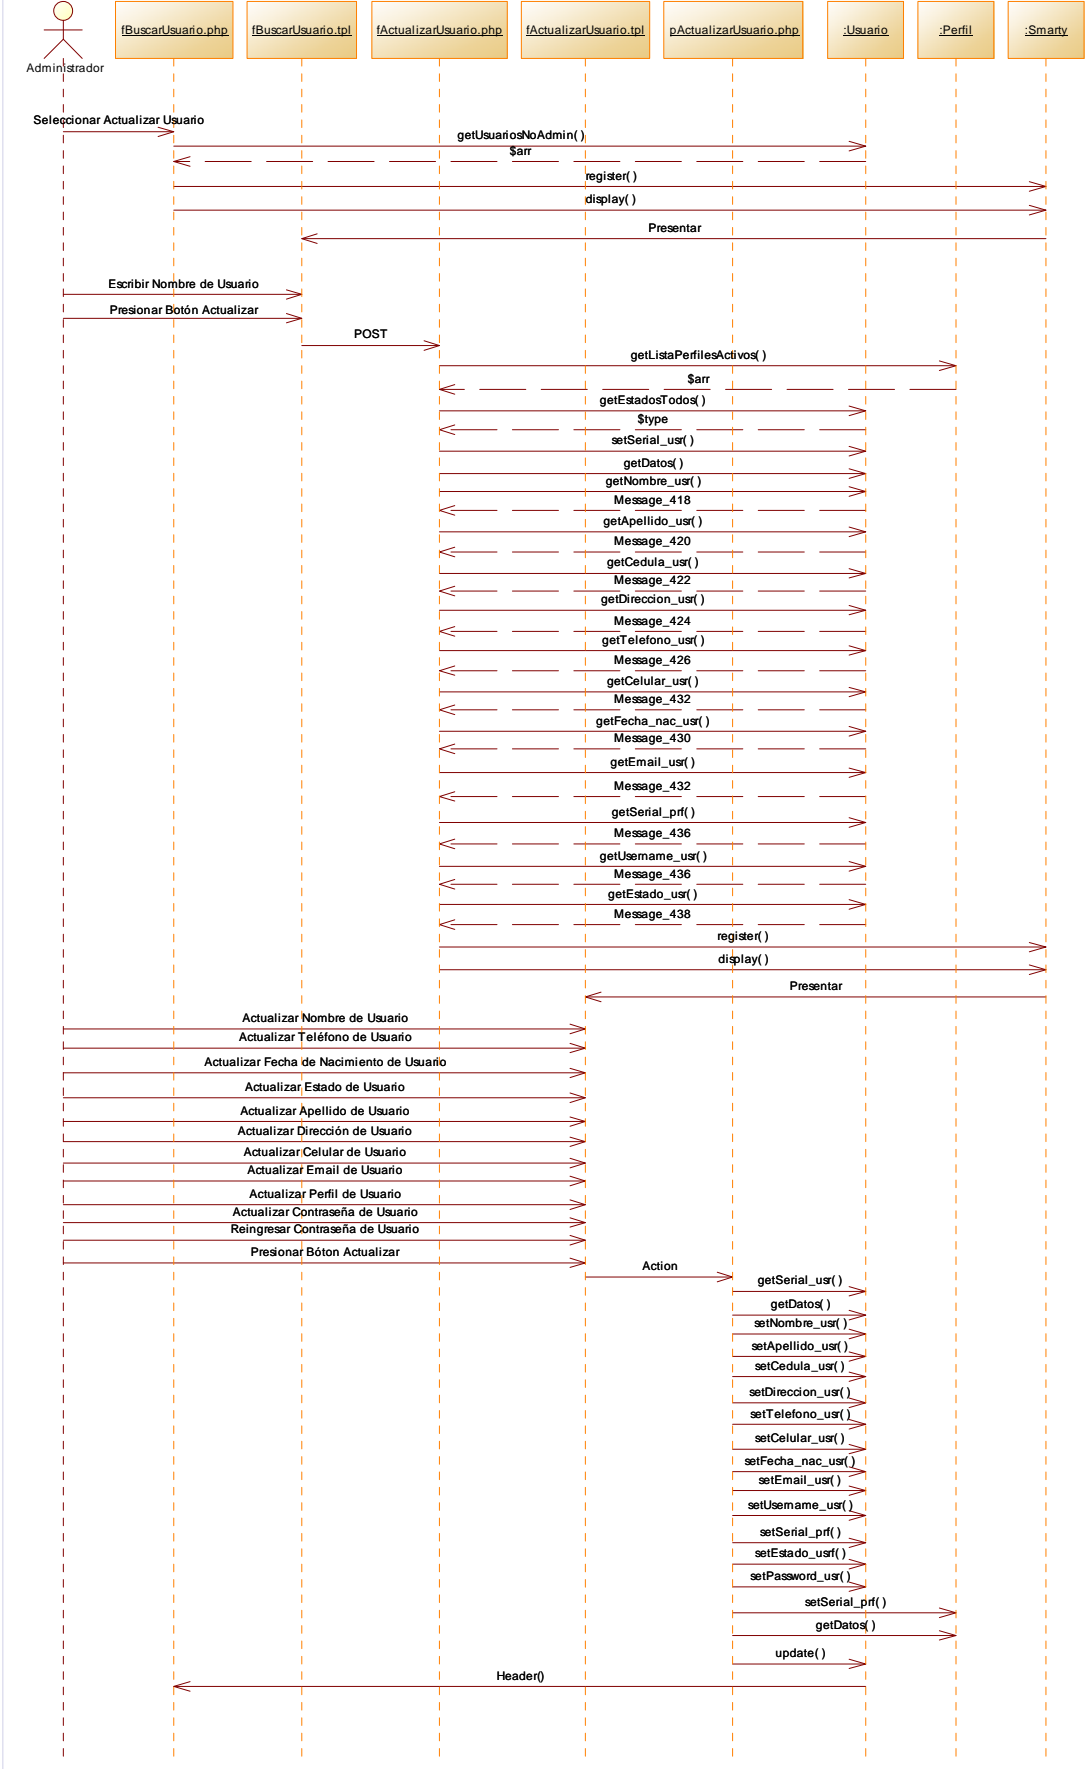 fBuscarUsuario.php
fBuscarUsuario.tpl
fActualizarUsuario.php
fActualizarUsuario.tpl
pActualizarUsuario.php
:Usuario
:Perfil
:Smarty
Administrador
Seleccionar Actualizar Usuario
getUsuariosNoAdmin( )
$arr
register( )
display( )
Presentar
Escribir Nombre de Usuario
Presionar Botón Actualizar
POST
getListaPerfilesActivos( )
$arr
getEstadosTodos( )
$type
setSerial_usr( )
getDatos( )
getNombre_usr( )
Message_418
getApellido_usr( )
Message_420
getCedula_usr( )
Message_422
getDireccion_usr( )
Message_424
getTelefono_usr( )
Message_426
getCelular_usr( )
Message_432
getFecha_nac_usr( )
Message_430
getEmail_usr( )
Message_432
getSerial_prf( )
Message_436
getUsername_usr( )
Message_436
getEstado_usr( )
Message_438
register( )
display( )
Presentar
Actualizar Nombre de Usuario
Actualizar Teléfono de Usuario
Actualizar Fecha de Nacimiento de Usuario
Actualizar Estado de Usuario
Actualizar Apellido de Usuario
Actualizar Dirección de Usuario
Actualizar Celular de Usuario
Actualizar Email de Usuario
Actualizar Perfil de Usuario
Actualizar Contraseña de Usuario
Reingresar Contraseña de Usuario
Presionar Bóton Actualizar
Action
getSerial_usr( )
getDatos( )
setNombre_usr( )
setApellido_usr( )
setCedula_usr( )
setDireccion_usr( )
setTelefono_usr( )
setCelular_usr( )
setFecha_nac_usr( )
setEmail_usr( )
setUsername_usr( )
setSerial_prf( )
setEstado_usrf( )
setPassword_usr( )
setSerial_prf( )
getDatos( )
update( )
Header()